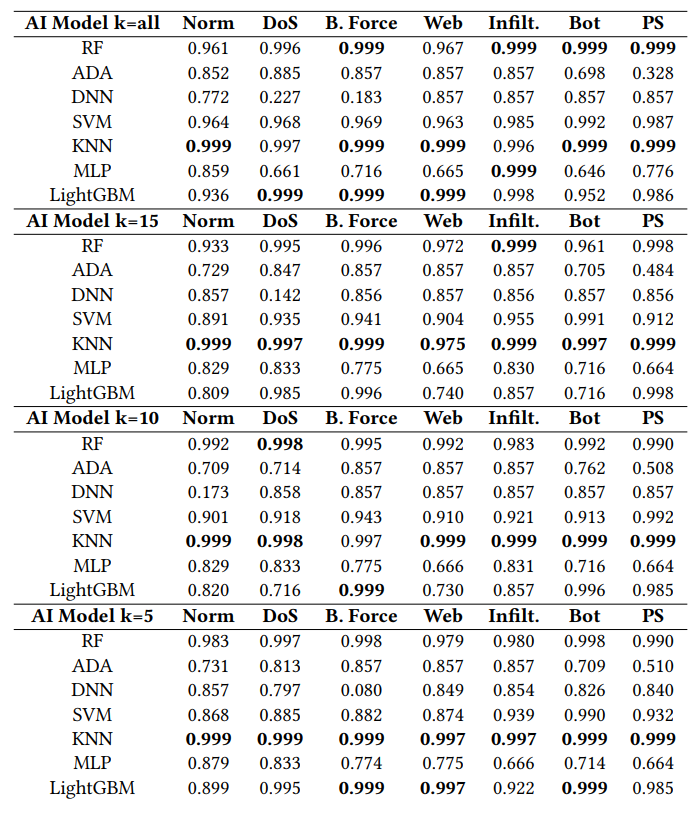 AI Model k=all Norm DoS B. Force Web Infilt. Bot PS
RF 0.961 0.996 0.999 0.967 0.999 0.999 0.999
ADA 0.852 0.885 0.857 0.857 0.857 0.698 0.328
DNN 0.772 0.227 0.183 0.857 0.857 0.857 0.857
SVM 0.964 0.968 0.969 0.963 0.985 0.992 0.987
KNN 0.999 0.997 0.999 0.999 0.996 0.999 0.999
MLP 0.859 0.661 0.716 0.665 0.999 0.646 0.776
LightGBM 0.936 0.999 0.999 0.999 0.998 0.952 0.986
AI Model k=15 Norm DoS B. Force Web Infilt. Bot PS
RF 0.933 0.995 0.996 0.972 0.999 0.961 0.998
ADA 0.729 0.847 0.857 0.857 0.857 0.705 0.484
DNN 0.857 0.142 0.856 0.857 0.856 0.857 0.856
SVM 0.891 0.935 0.941 0.904 0.955 0.991 0.912
KNN 0.999 0.997 0.999 0.975 0.999 0.997 0.999
MLP 0.829 0.833 0.775 0.665 0.830 0.716 0.664
LightGBM 0.809 0.985 0.996 0.740 0.857 0.716 0.998
AI Model k=10 Norm DoS B. Force Web Infilt. Bot PS
RF 0.992 0.998 0.995 0.992 0.983 0.992 0.990
ADA 0.709 0.714 0.857 0.857 0.857 0.762 0.508
DNN 0.173 0.858 0.857 0.857 0.857 0.857 0.857
SVM 0.901 0.918 0.943 0.910 0.921 0.913 0.992
KNN 0.999 0.998 0.997 0.999 0.999 0.999 0.999
MLP 0.829 0.833 0.775 0.666 0.831 0.716 0.664
LightGBM 0.820 0.716 0.999 0.730 0.857 0.996 0.985
AI Model k=5 Norm DoS B. Force Web Infilt. Bot PS
RF 0.983 0.997 0.998 0.979 0.980 0.998 0.990
ADA 0.731 0.813 0.857 0.857 0.857 0.709 0.510
DNN 0.857 0.797 0.080 0.849 0.854 0.826 0.840
SVM 0.868 0.885 0.882 0.874 0.939 0.990 0.932
KNN 0.999 0.999 0.999 0.997 0.997 0.999 0.999
MLP 0.879 0.833 0.774 0.775 0.666 0.714 0.664
LightGBM 0.899 0.995 0.999 0.997 0.922 0.999 0.985